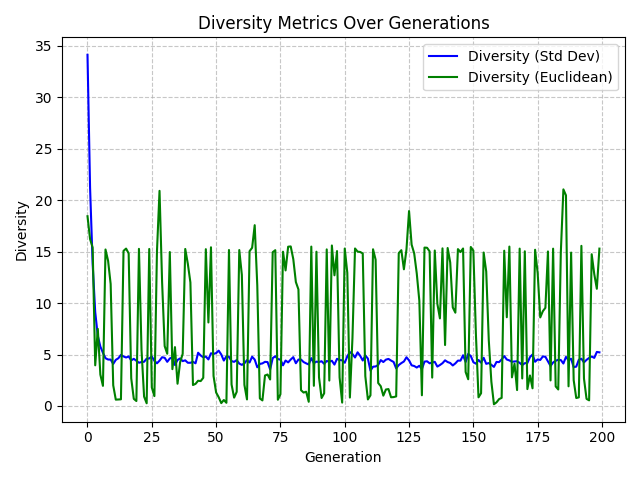 Diversity Metrics Over Generations
Diversity (Std Dev)
Diversity (Euclidean)
Diversity
35
30
25
20
15
10
5
0
0 25 50 75 100 125 150 175 200
Generation